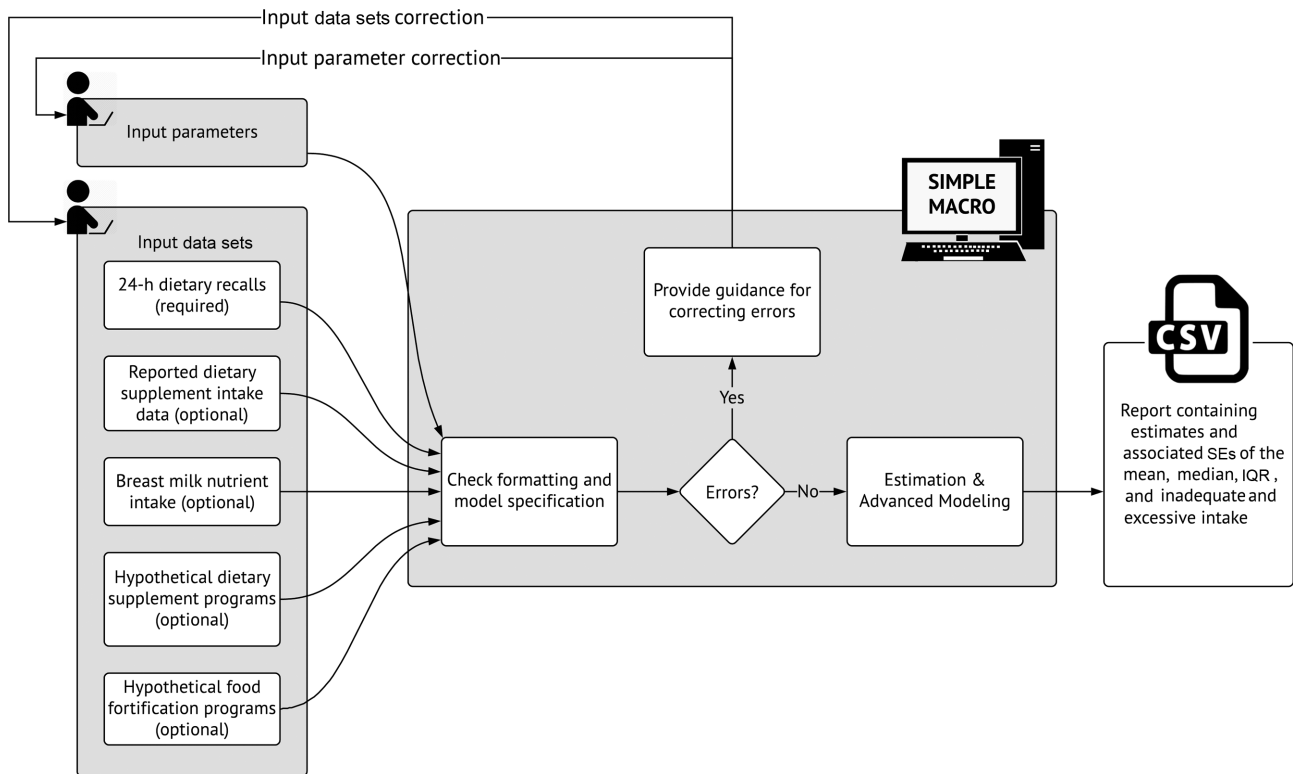 Input data sets correction
Input parameter correction
Input parameters
SIMPLE
MACRO
Input data sets
24-h dietary recalls
(required)
Reported dietary
supplement intake
data (optional)
Breast milk nutrient
intake (optional)
Hypothetical dietary
supplement programs
(optional)
Hypothetical food
fortification programs
(optional)
Provide guidance for
correcting errors
Yes
Check formatting and
model specification
Errors?
No
Estimation &
Advanced Modeling
CSV
Report containing
estimates and
associated SEs of the
mean, median, IQR ,
and inadequate and
excessive intake